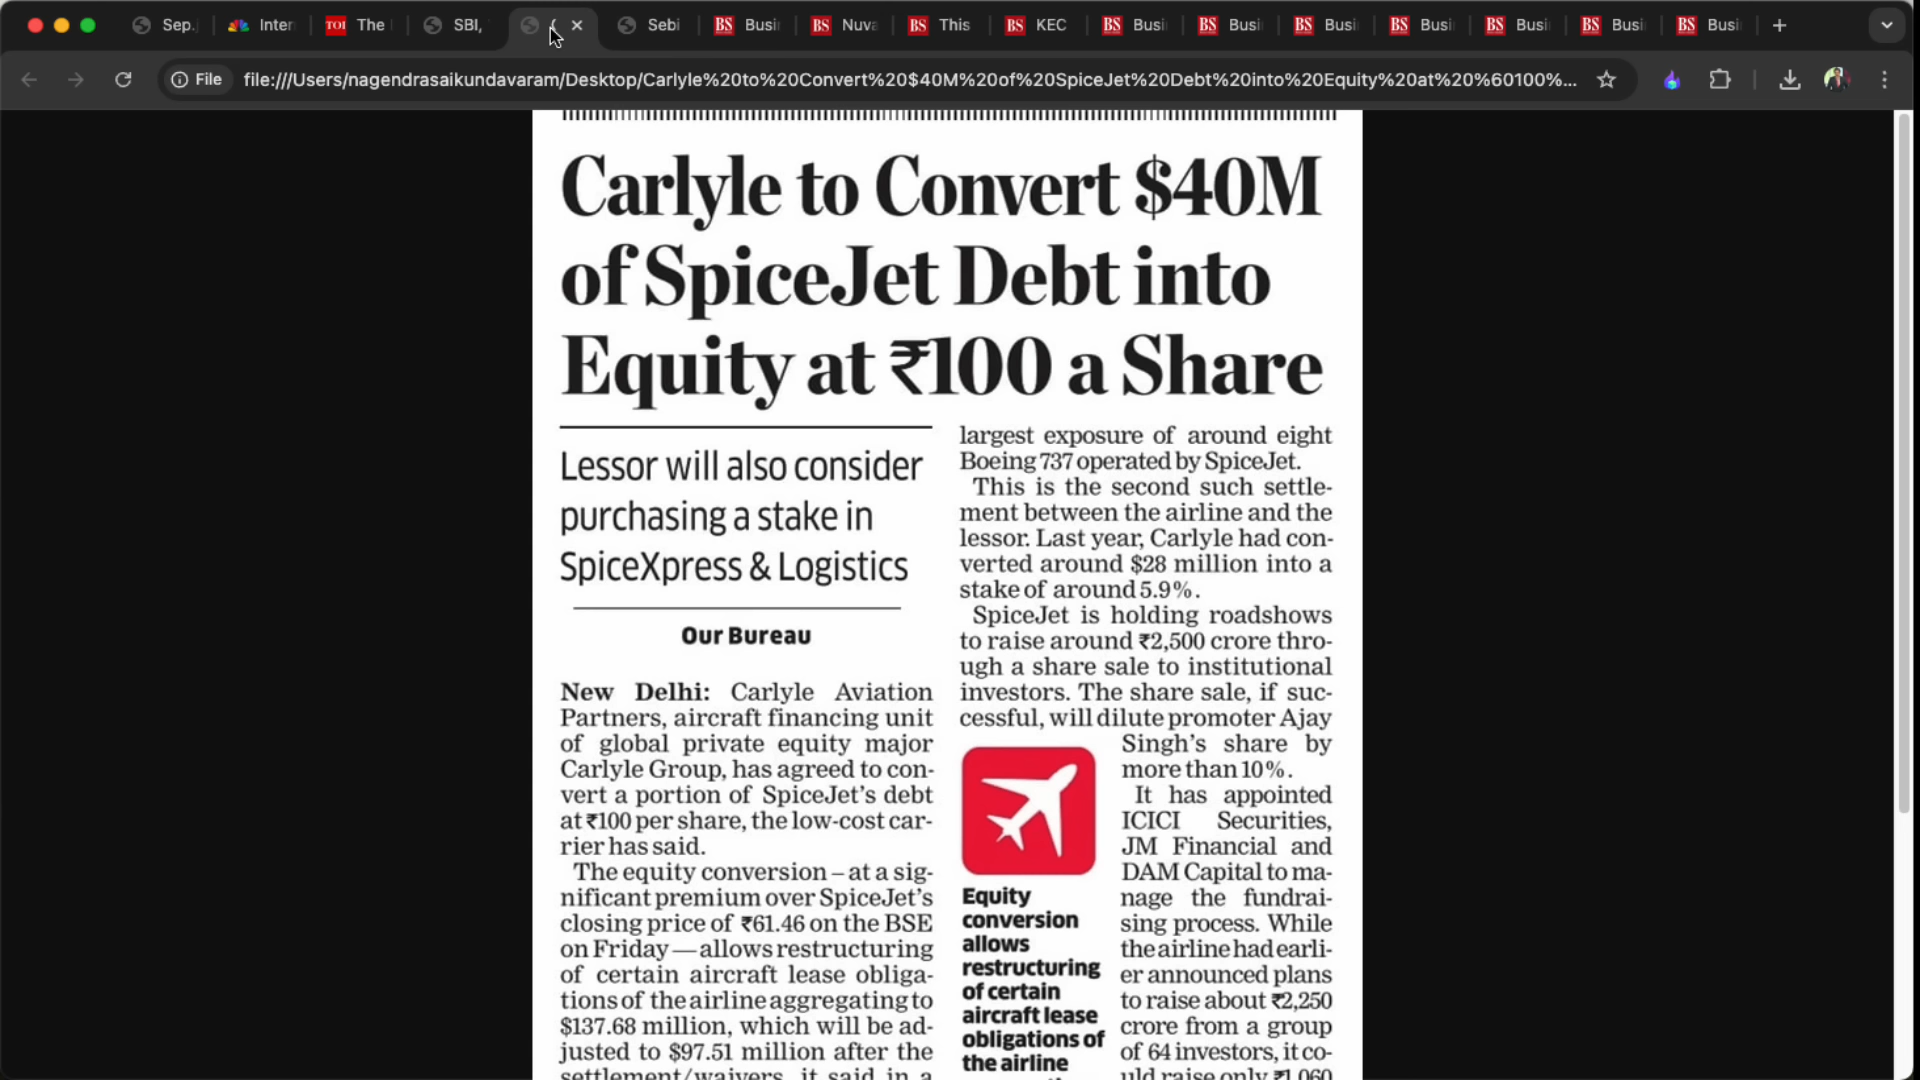 Sep.
Inter
TOI The
SBI,
(
Sebi
BS Busi
BS Nuva
BS This
BS KEC
BS Busi
BS Busi
BS Busi
BS Busi
BS Busi
BS Busi
BS Busi
File
file:///Users/nagendrasaikundavaram/Desktop/Carlyle%20to%20Convert%20$40M%20of%20SpiceJet%20Debt%20into%20Equity%20at%20%60100%...
Carlyle to Convert $40M
of SpiceJet Debt into
Equity at ₹100 a Share
Lessor will also consider
purchasing a stake in
SpiceXpress & Logistics
Our Bureau
New Delhi: Carlyle Aviation
Partners, aircraft financing unit
of global private equity major
Carlyle Group, has agreed to con-
vert a portion of SpiceJet's debt
at ₹100 per share, the low-cost car-
rier has said.
The equity conversion – at a sig-
nificant premium over SpiceJet's
closing price of ₹61.46 on the BSE
on Friday — allows restructuring
of certain aircraft lease obliga-
tions of the airline aggregating to
$137.68 million, which will be ad-
justed to $97.51 million after the
settlement/waivers, it said in a
largest exposure of around eight
Boeing 737 operated by SpiceJet.
This is the second such settle-
ment between the airline and the
lessor. Last year, Carlyle had con-
verted around $28 million into a
stake of around 5.9%.
SpiceJet is holding roadshows
to raise around ₹2,500 crore thro-
ugh a share sale to institutional
investors. The share sale, if suc-
cessful, will dilute promoter Ajay
Singh's share by
more than 10%.
It has appointed
ICICI Securities,
JM Financial and
DAM Capital to ma-
nage the fundrai-
sing process. While
the airline had earli-
er announced plans
to raise about ₹2,250
crore from a group
of 64 investors, it co-
uld raise only ₹1,060
Equity
conversion
allows
restructuring
of certain
aircraft lease
obligations of
the airline